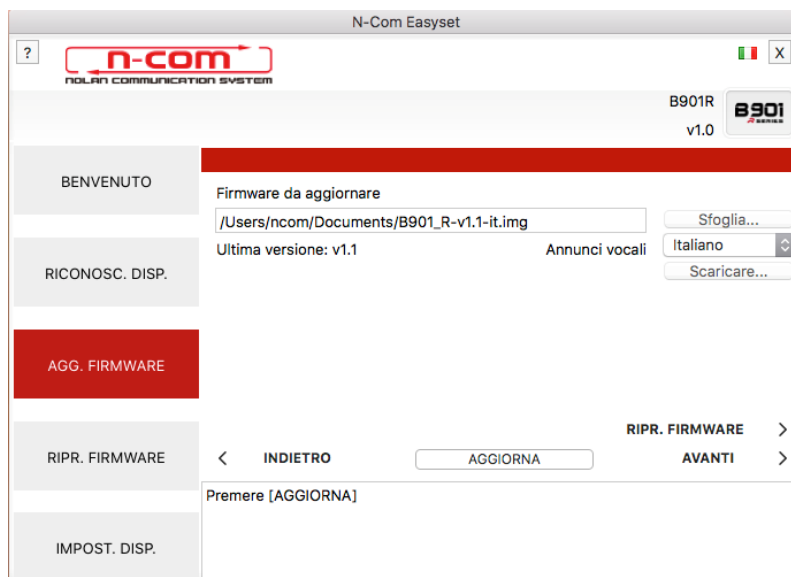 N-Com Easyset
?
n-com
NOLAN COMMUNICATION SYSTEM
X
B901R
v1.0
B901
R SERIES
BENVENUTO
RICONOSC. DISP.
AGG. FIRMWARE
RIPR. FIRMWARE
IMPOST. DISP.
Firmware da aggiornare
/Users/ncom/Documents/B901_R-v1.1-it.img
Sfoglia...
Ultima versione: v1.1
Annunci vocali
Italiano
Scaricare...
RIPR. FIRMWARE >
< INDIETRO
AGGIORNA
AVANTI >
Premere [AGGIORNA]